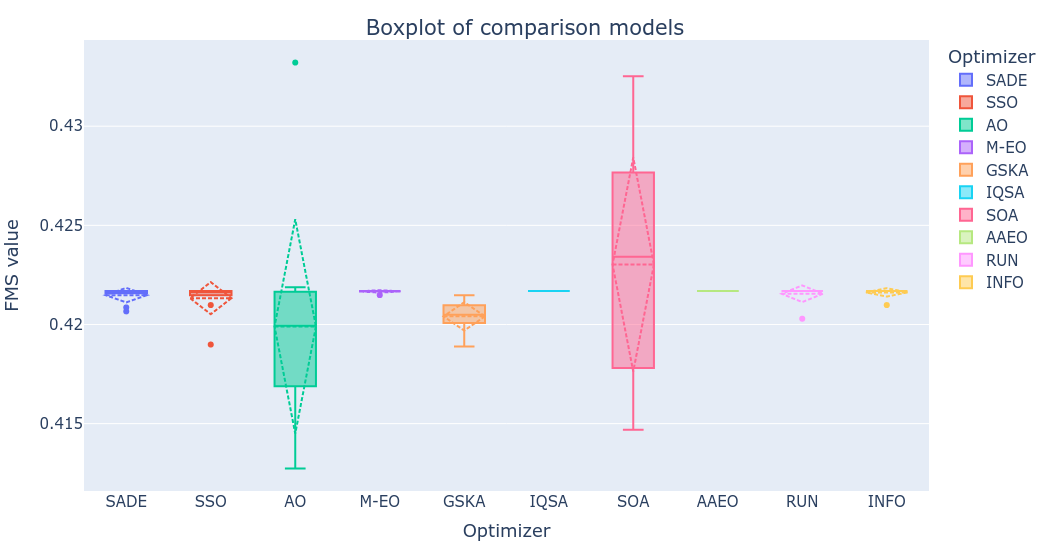 Boxplot of comparison models
FMS value
0.43
0.425
0.42
0.415
SADE
SSO
AO
M-EO
GSKA
IQSA
SOA
AAEO
RUN
INFO
Optimizer
Optimizer
SADE
SSO
AO
M-EO
GSKA
IQSA
SOA
AAEO
RUN
INFO